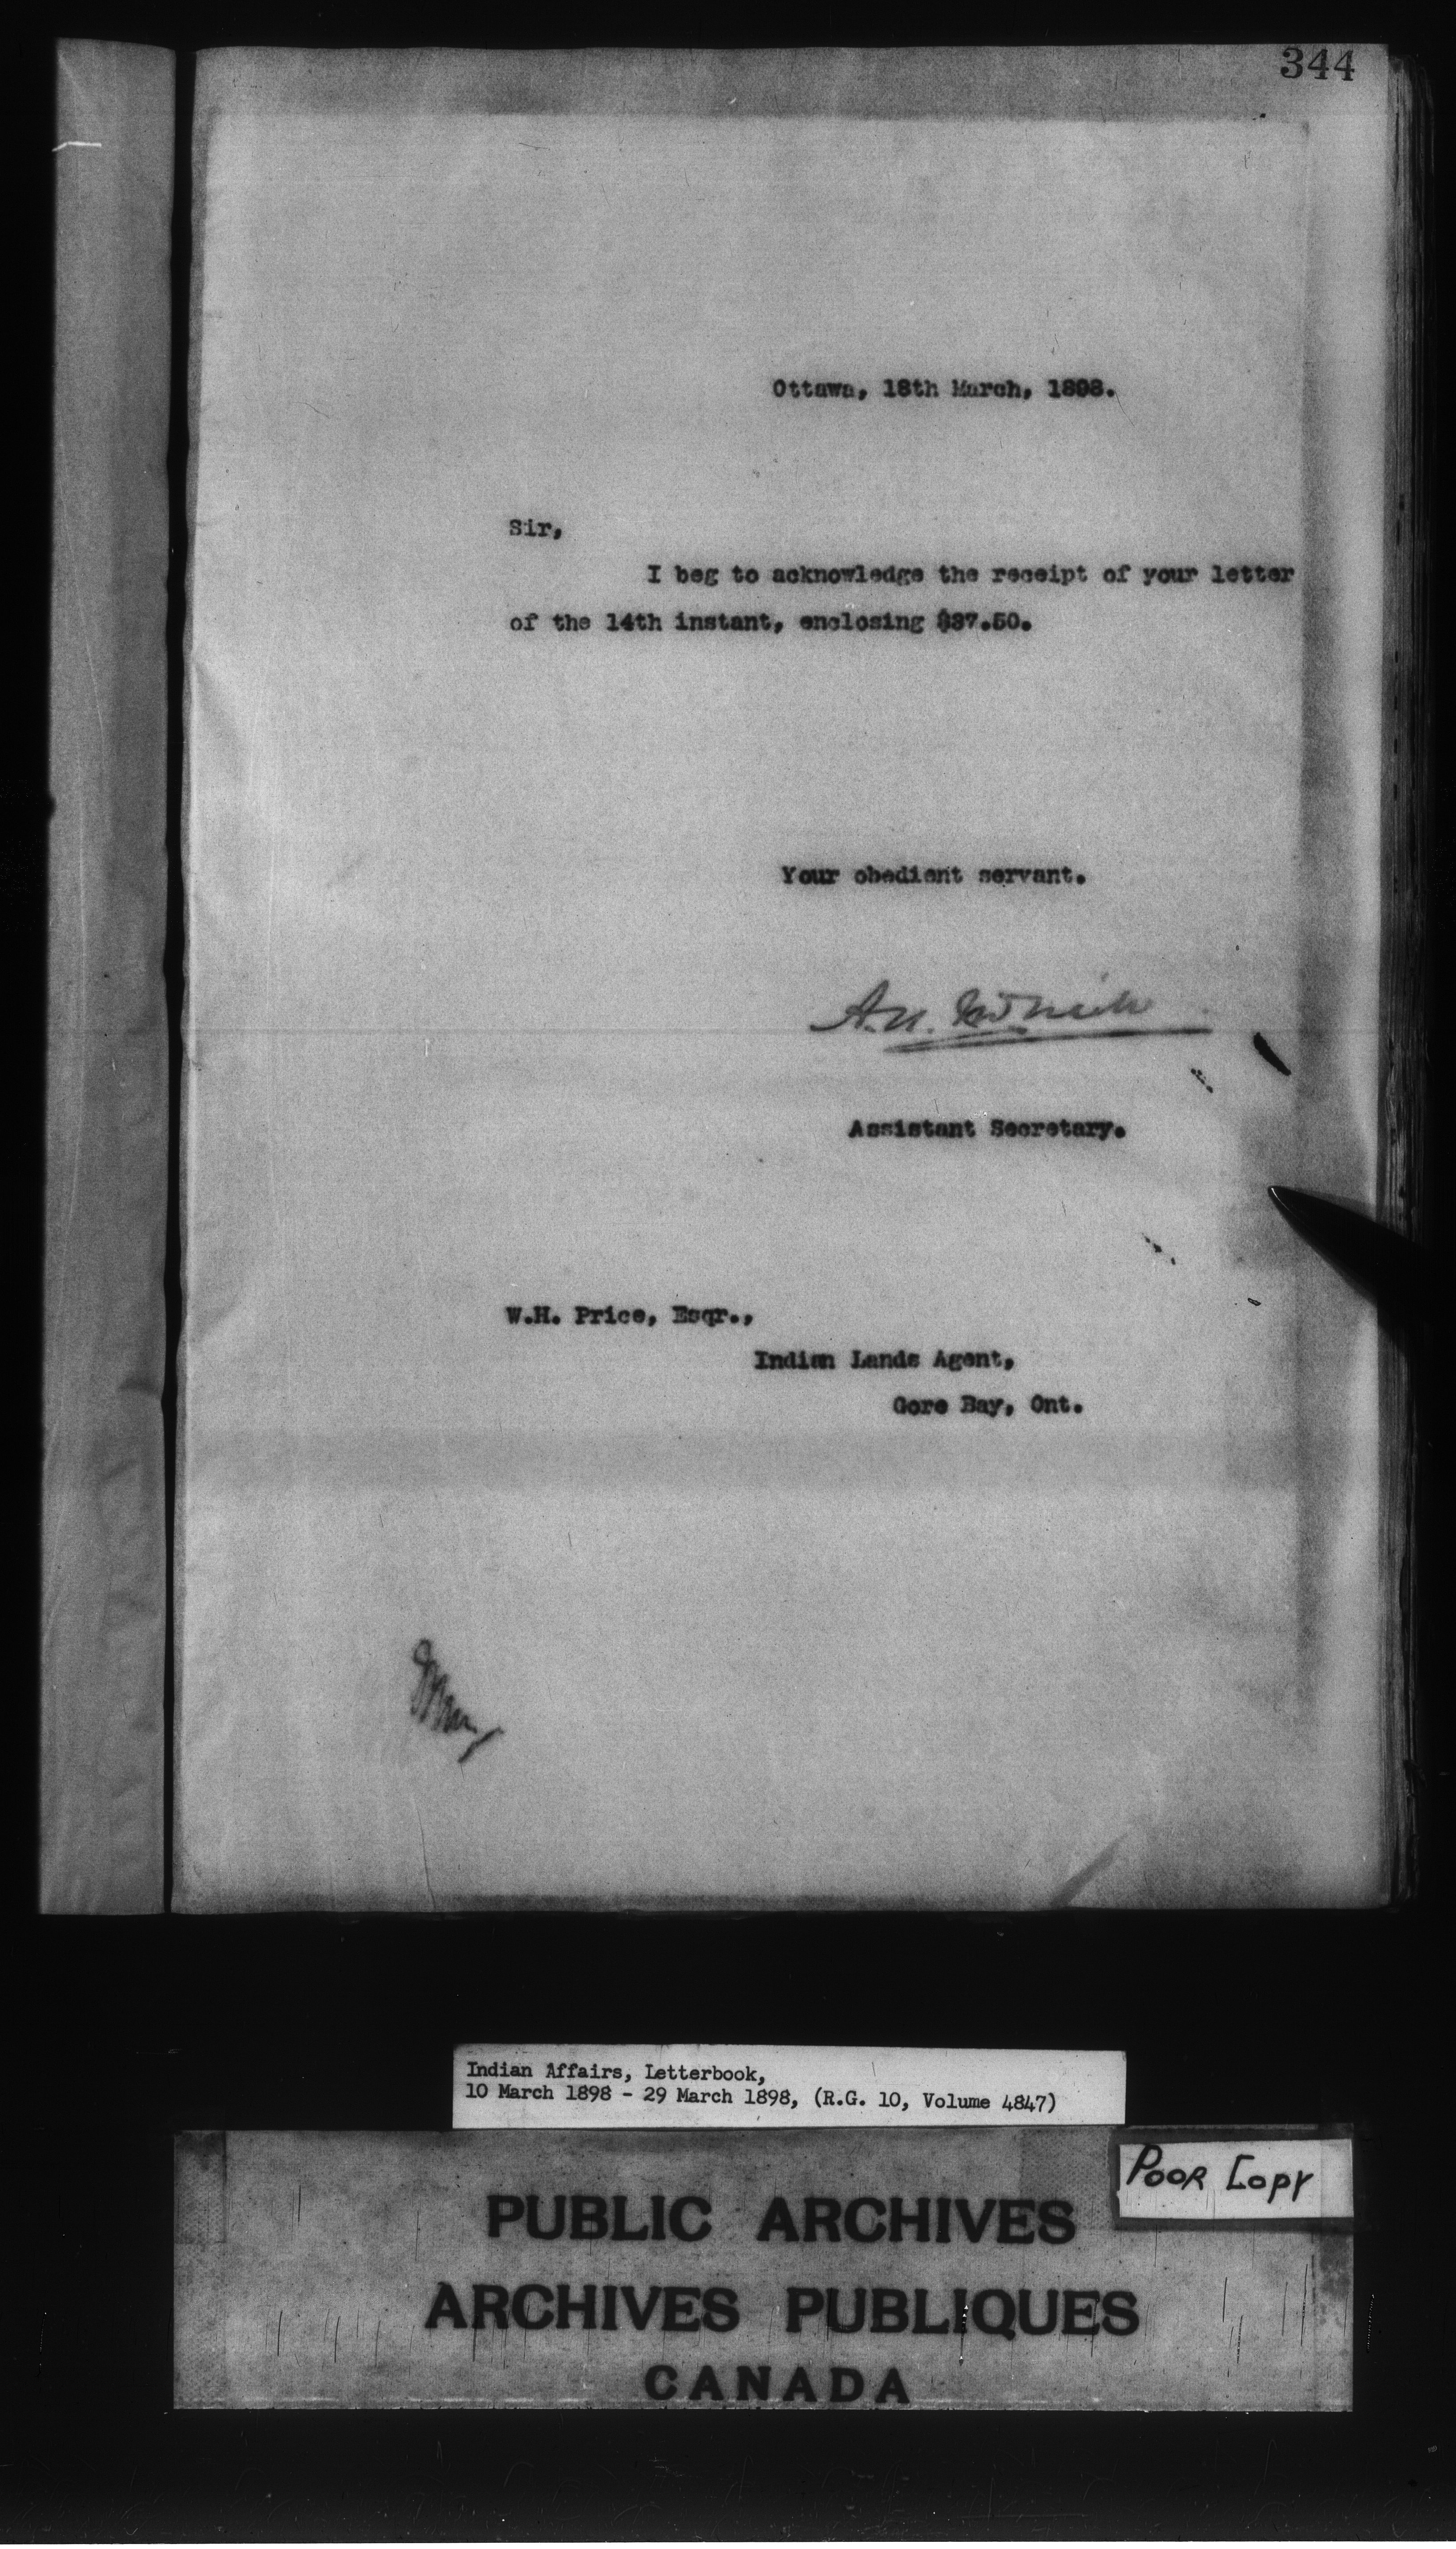 344
Ottawa, 18th March, 1898.
Sir,
I beg to acknowledge the receipt of your letter
of the 14th instant, enclosing $37.50.
Your obedient servant.
A.N. McNeill
Assistant Secretary.
W.H. Price, Esqr.,
Indian Lands Agent,
Gore Bay, Ont.
Indian Affairs, Letterbook,
10 March 1898 - 29 March 1898, (R.G. 10, Volume 4847)
POOR COPY
PUBLIC ARCHIVES
ARCHIVES PUBLIQUES
CANADA